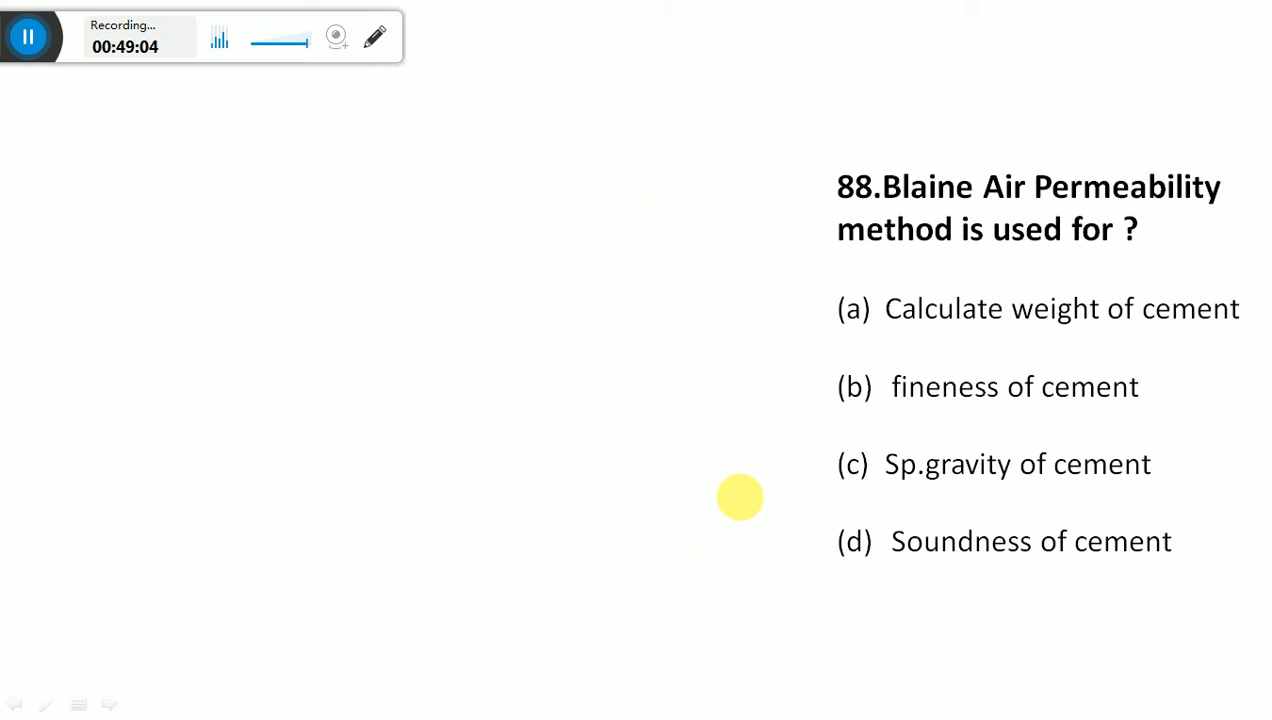 Recording...
00:49:04
88.Blaine Air Permeability
method is used for ?
(a) Calculate weight of cement
(b) fineness of cement
(c) Sp.gravity of cement
(d) Soundness of cement